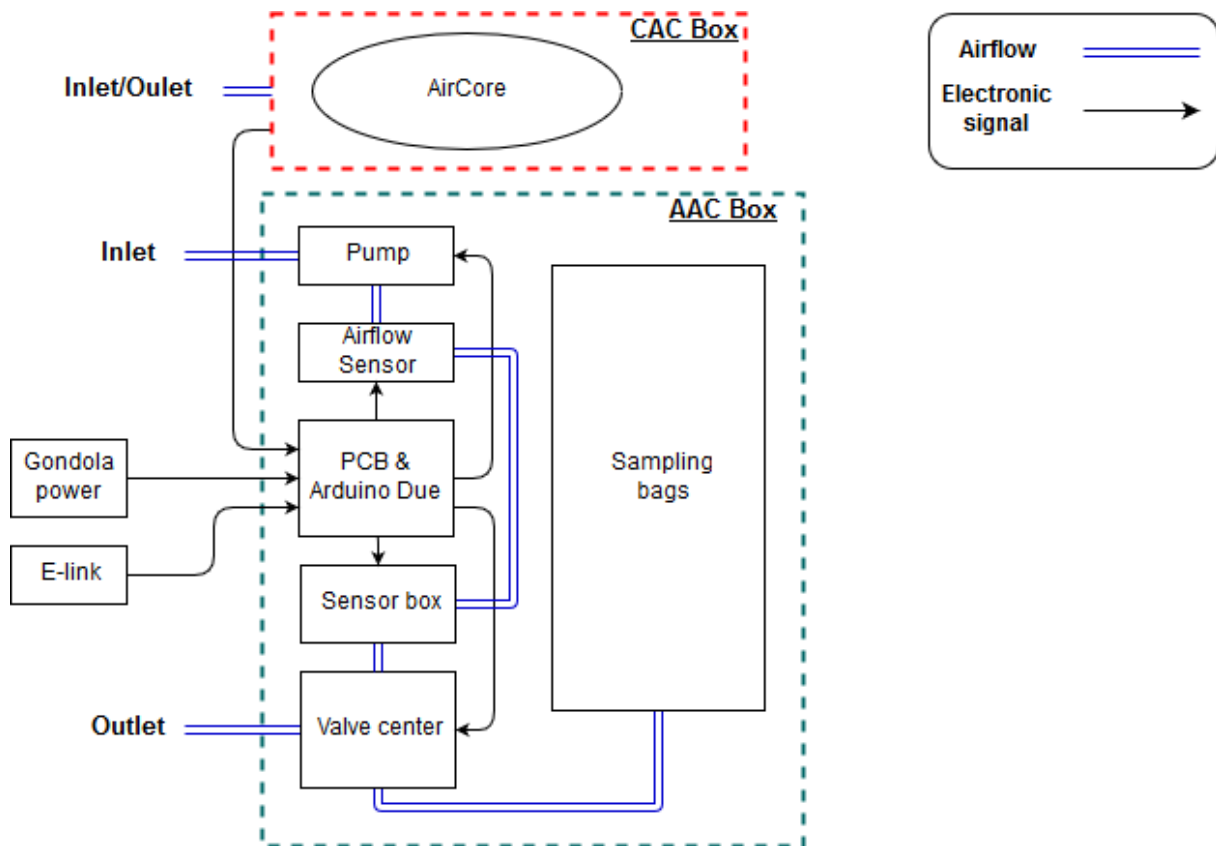 CAC Box
Inlet/Oulet
AirCore
Airflow
Electronic
signal
AAC Box
Inlet
Pump
Airflow
Sensor
Gondola
power
PCB &
Arduino Due
Sampling
bags
E-link
Sensor box
Outlet
Valve center